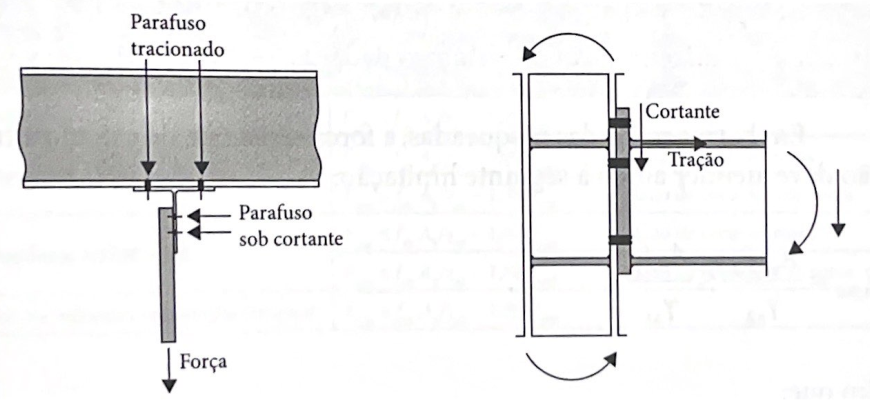 Parafuso
tracionado
Parafuso
sob cortante
Força
Cortante
Tração